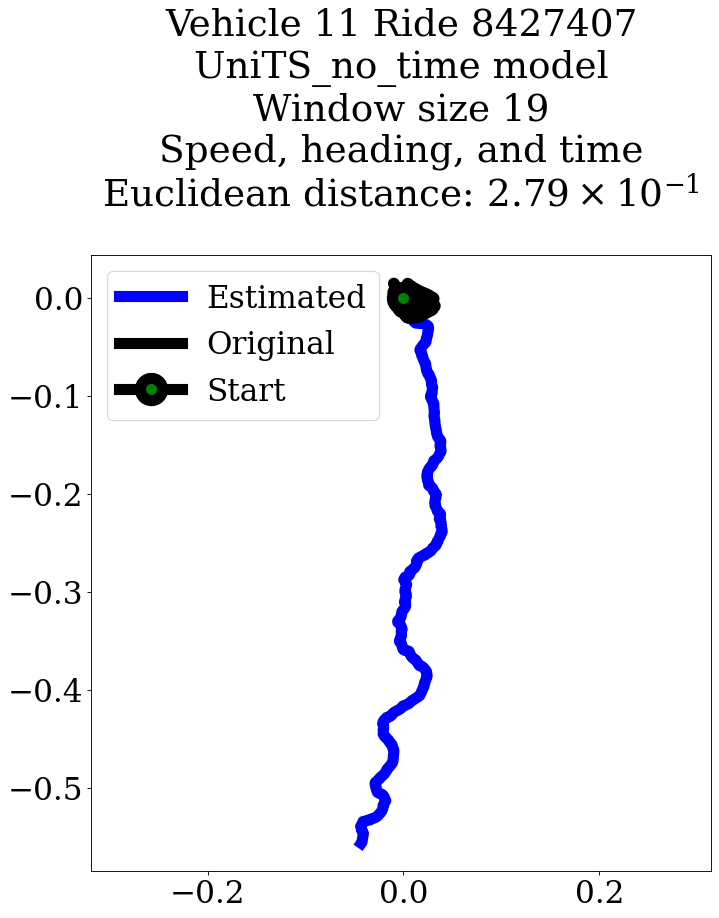 Vehicle 11 Ride 8427407
UniTS_no_time model
Window size 19
Speed, heading, and time
Euclidean distance: 2.79 × 10⁻¹
Estimated
Original
Start
0.0
−0.1
−0.2
−0.3
−0.4
−0.5
−0.2
0.0
0.2